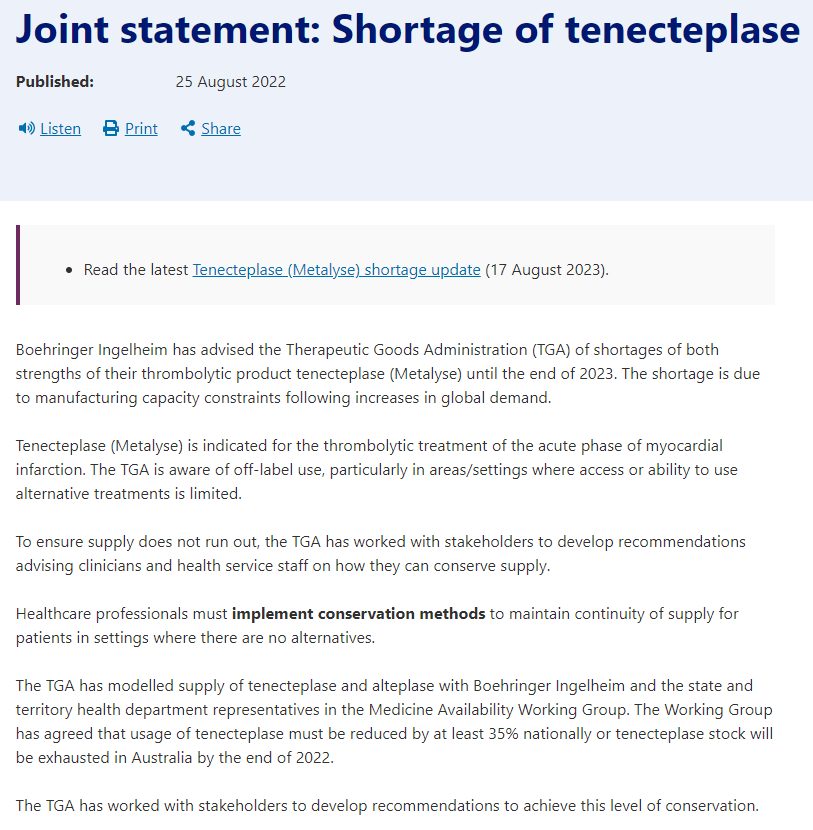 Joint statement: Shortage of tenecteplase
Published: 25 August 2022
Listen Print Share
• Read the latest Tenecteplase (Metalyse) shortage update (17 August 2023).
Boehringer Ingelheim has advised the Therapeutic Goods Administration (TGA) of shortages of both
strengths of their thrombolytic product tenecteplase (Metalyse) until the end of 2023. The shortage is due
to manufacturing capacity constraints following increases in global demand.
Tenecteplase (Metalyse) is indicated for the thrombolytic treatment of the acute phase of myocardial
infarction. The TGA is aware of off-label use, particularly in areas/settings where access or ability to use
alternative treatments is limited.
To ensure supply does not run out, the TGA has worked with stakeholders to develop recommendations
advising clinicians and health service staff on how they can conserve supply.
Healthcare professionals must implement conservation methods to maintain continuity of supply for
patients in settings where there are no alternatives.
The TGA has modelled supply of tenecteplase and alteplase with Boehringer Ingelheim and the state and
territory health department representatives in the Medicine Availability Working Group. The Working Group
has agreed that usage of tenecteplase must be reduced by at least 35% nationally or tenecteplase stock will
be exhausted in Australia by the end of 2022.
The TGA has worked with stakeholders to develop recommendations to achieve this level of conservation.